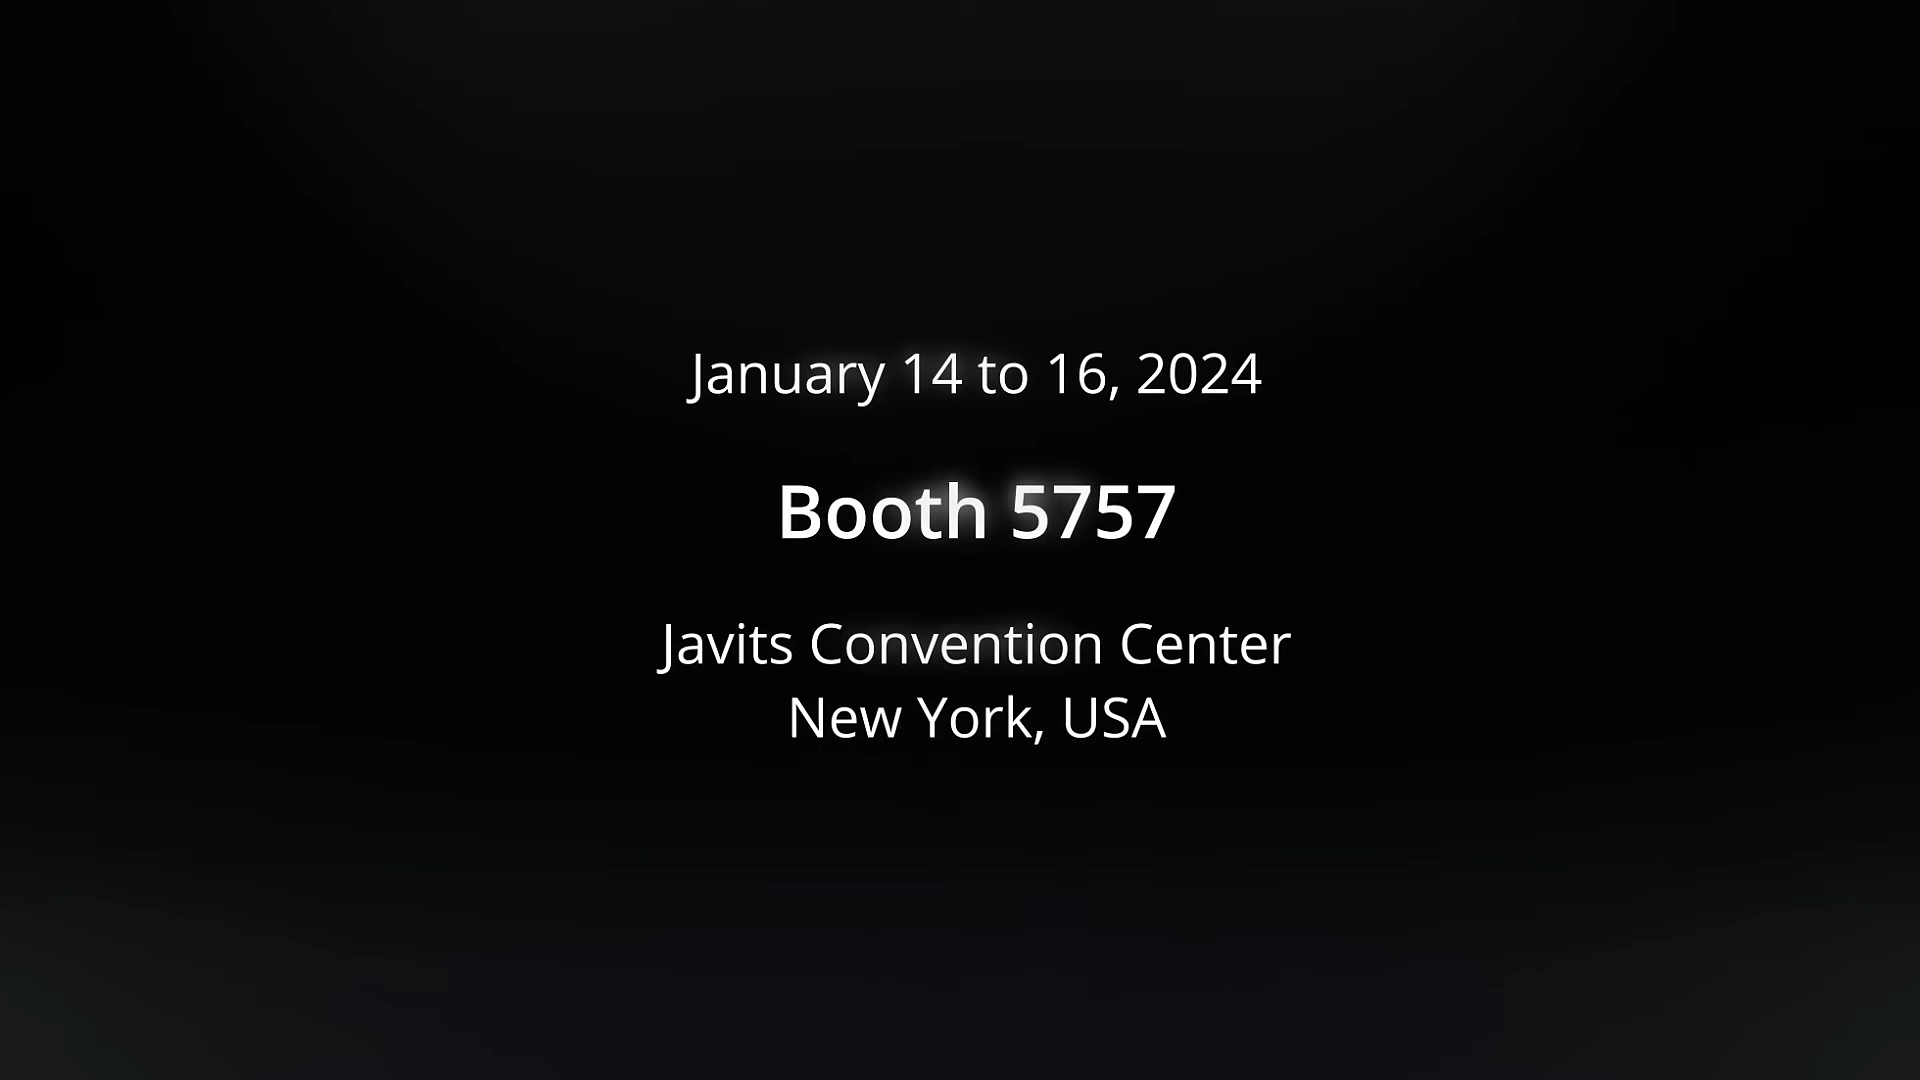 January 14 to 16, 2024
Booth 5757
Javits Convention Center
New York, USA